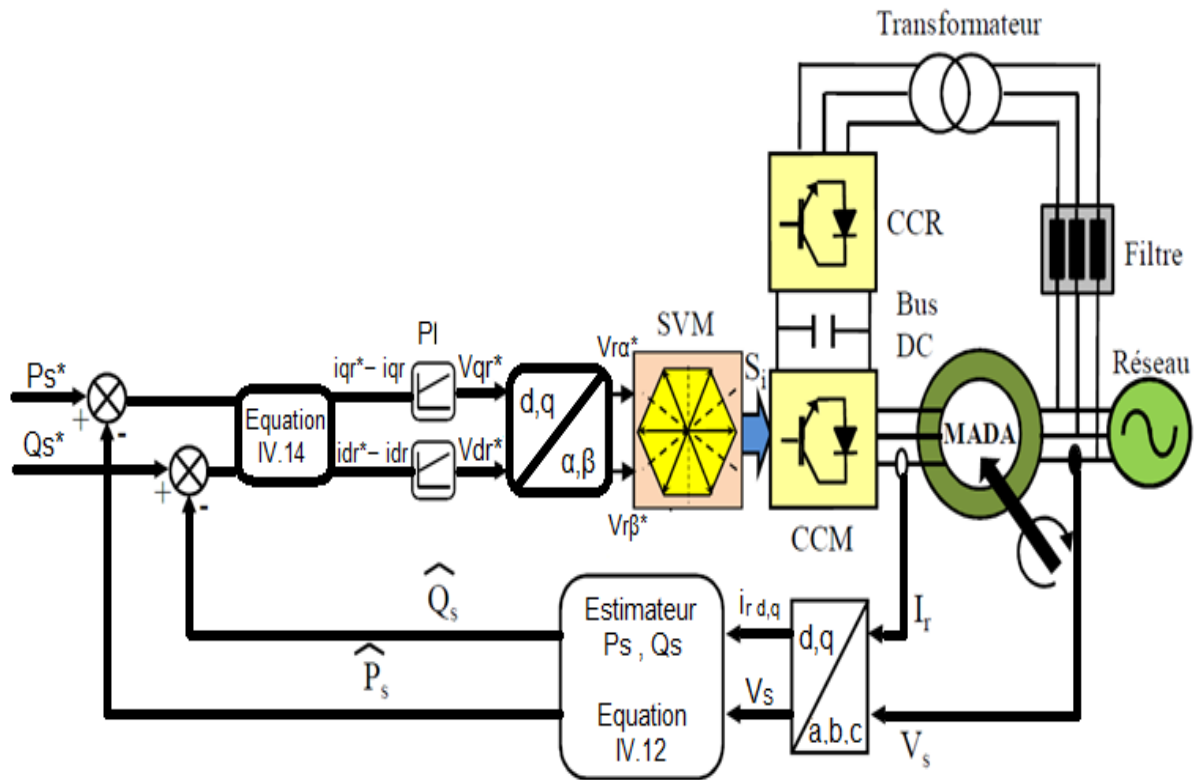 Transformateur
CCR
Filtre
Bus
DC
SVM
PI
Vrα*
Si
Réseau
Ps*
iqr*– iqr
Vqr*
+
-
Equation
IV.14
d,q
α,β
MADA
Qs*
idr*– idr
Vdr*
+
-
Vrβ*
CCM
Q̂s
P̂s
Estimateur
Ps , Qs
Equation
IV.12
ir d,q
Vs
d,q
a,b,c
Ir
Vs